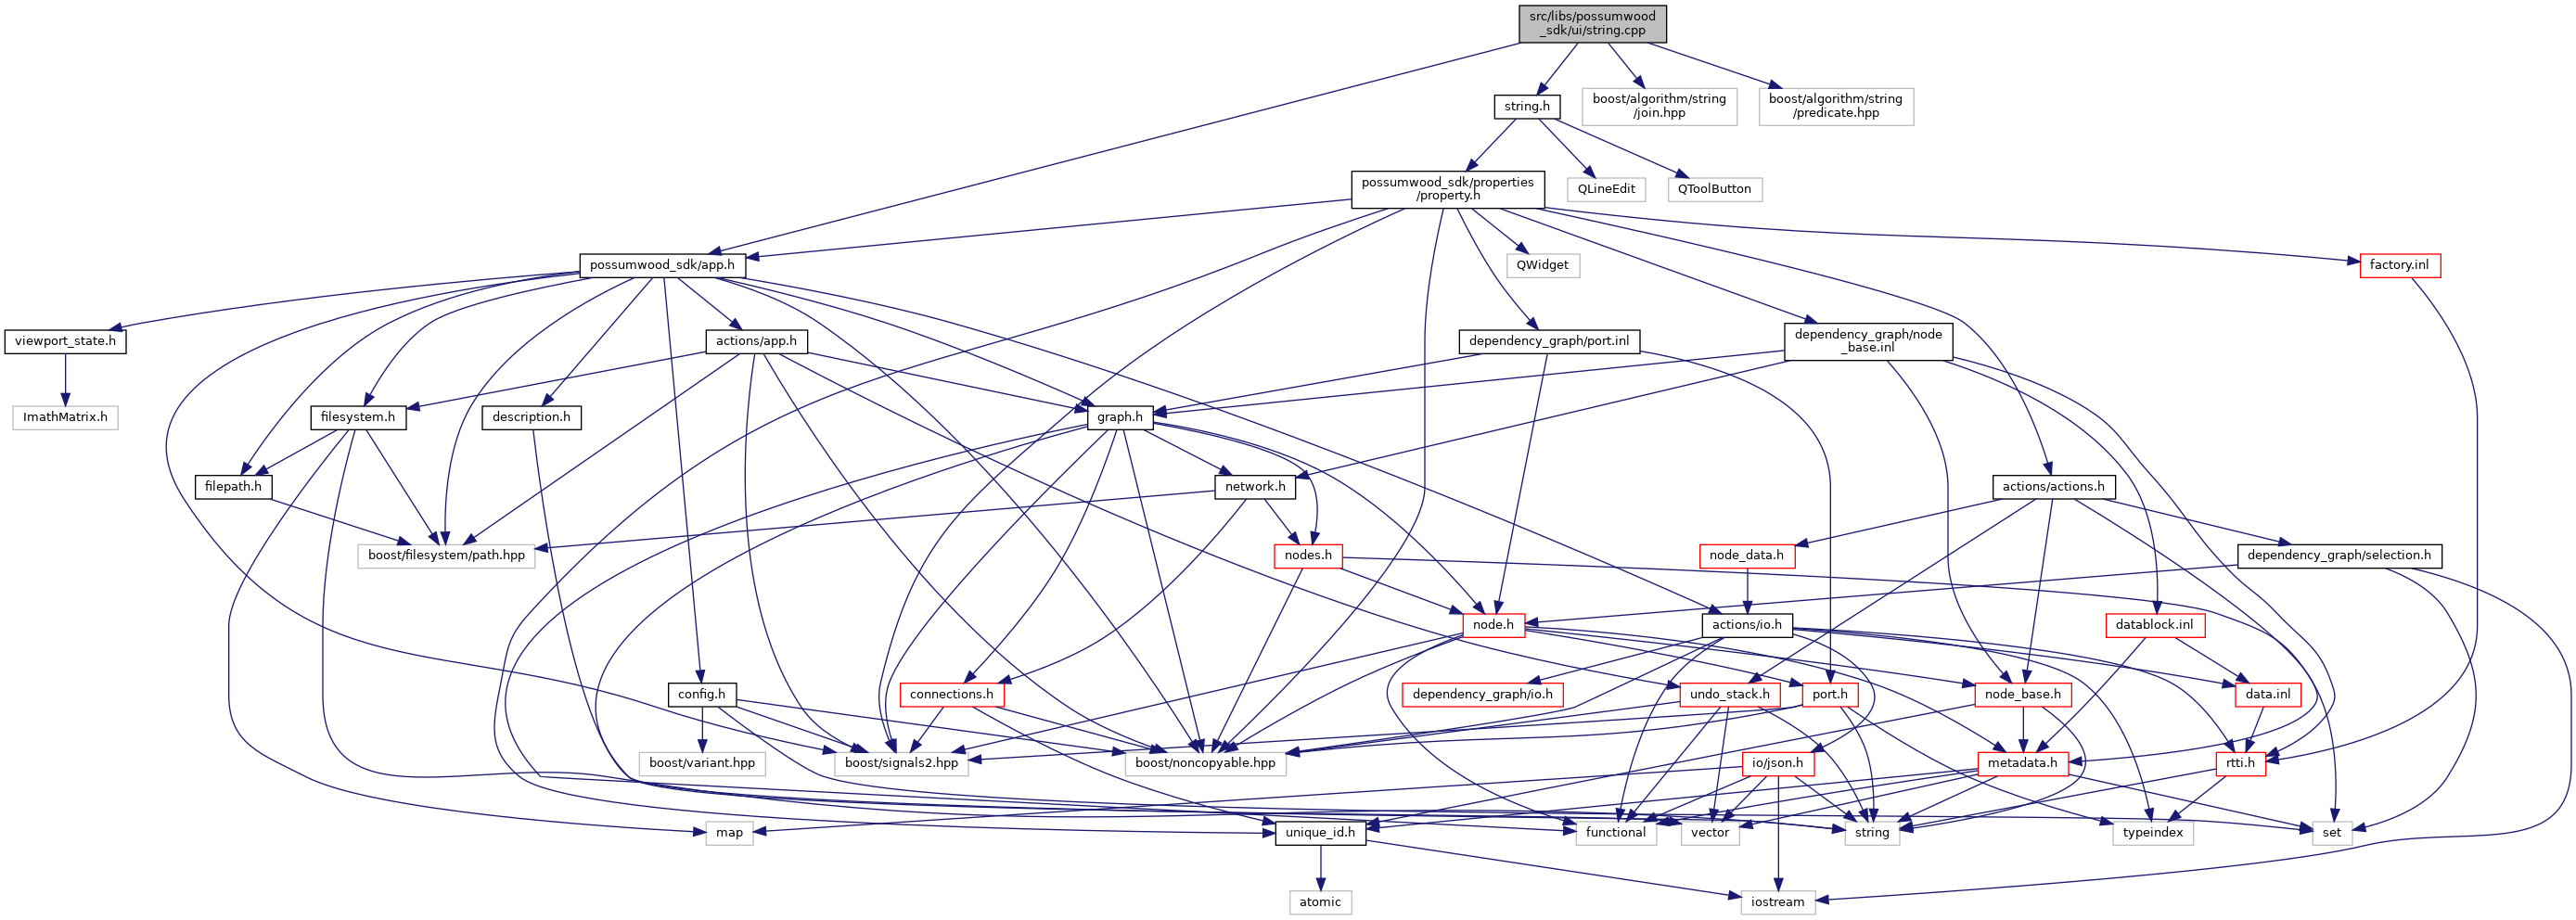 src/libs/possumwood
_sdk/ui/string.cpp
string.h
boost/algorithm/string
/join.hpp
boost/algorithm/string
/predicate.hpp
possumwood_sdk/properties
/property.h
QLineEdit
QToolButton
possumwood_sdk/app.h
QWidget
factory.inl
viewport_state.h
actions/app.h
dependency_graph/port.inl
dependency_graph/node
_base.inl
ImathMatrix.h
filesystem.h
description.h
graph.h
filepath.h
network.h
actions/actions.h
boost/filesystem/path.hpp
nodes.h
node_data.h
dependency_graph/selection.h
node.h
actions/io.h
datablock.inl
config.h
connections.h
dependency_graph/io.h
undo_stack.h
port.h
node_base.h
data.inl
boost/variant.hpp
boost/signals2.hpp
boost/noncopyable.hpp
io/json.h
metadata.h
rtti.h
map
unique_id.h
functional
vector
string
typeindex
set
atomic
iostream